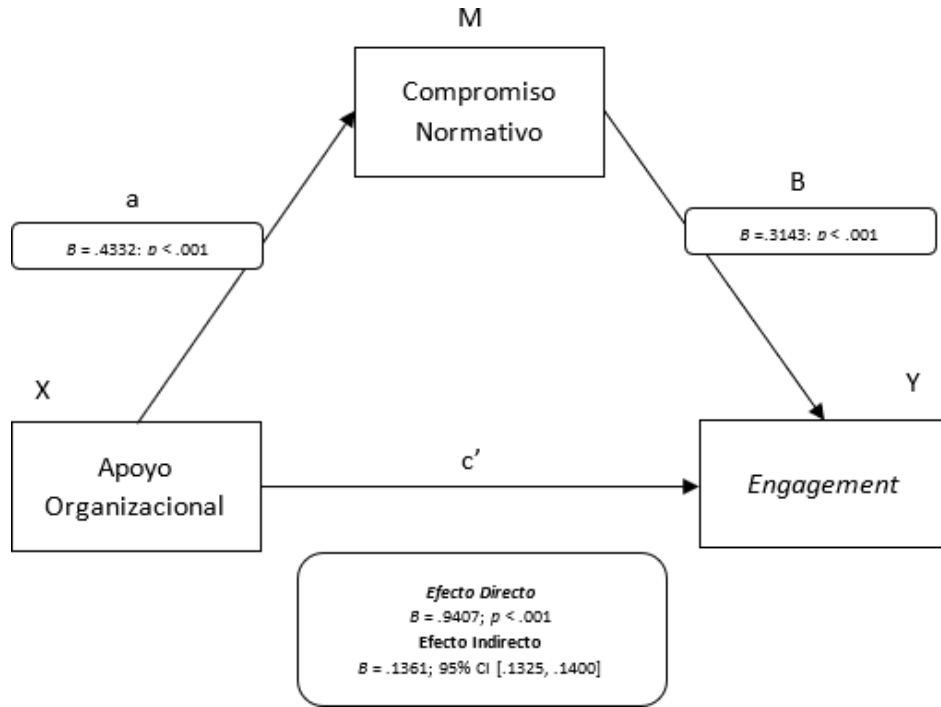 M
Compromiso
Normativo
a
B = .4332: p < .001
B
B =.3143: p < .001
X
Apoyo
Organizacional
c’
Y
Engagement
Efecto Directo
B = .9407; p < .001
Efecto Indirecto
B = .1361; 95% CI [.1325, .1400]